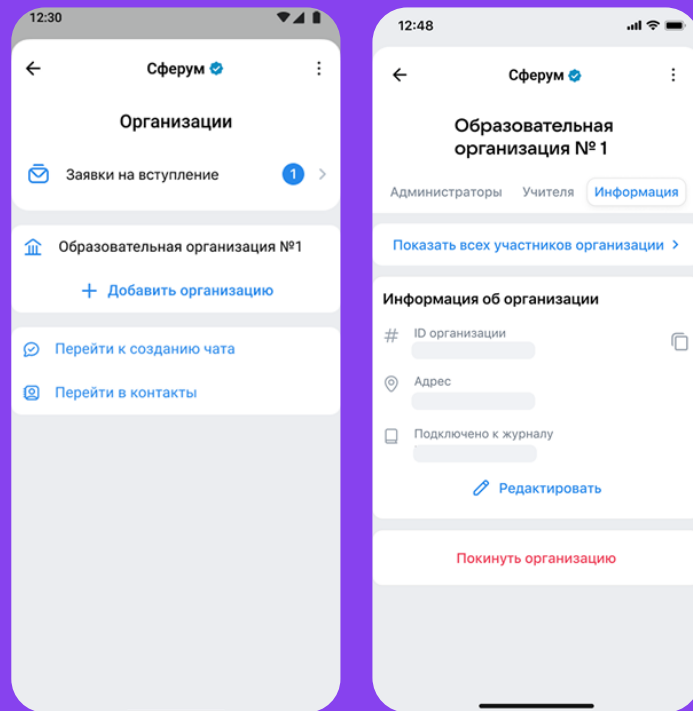 12:30
Сферум
Организации
Заявки на вступление 1
Образовательная организация №1
+ Добавить организацию
Перейти к созданию чата
Перейти в контакты
12:48
Сферум
Образовательная
организация № 1
Администраторы Учителя Информация
Показать всех участников организации >
Информация об организации
# ID организации
Адрес
Подключено к журналу
Редактировать
Покинуть организацию